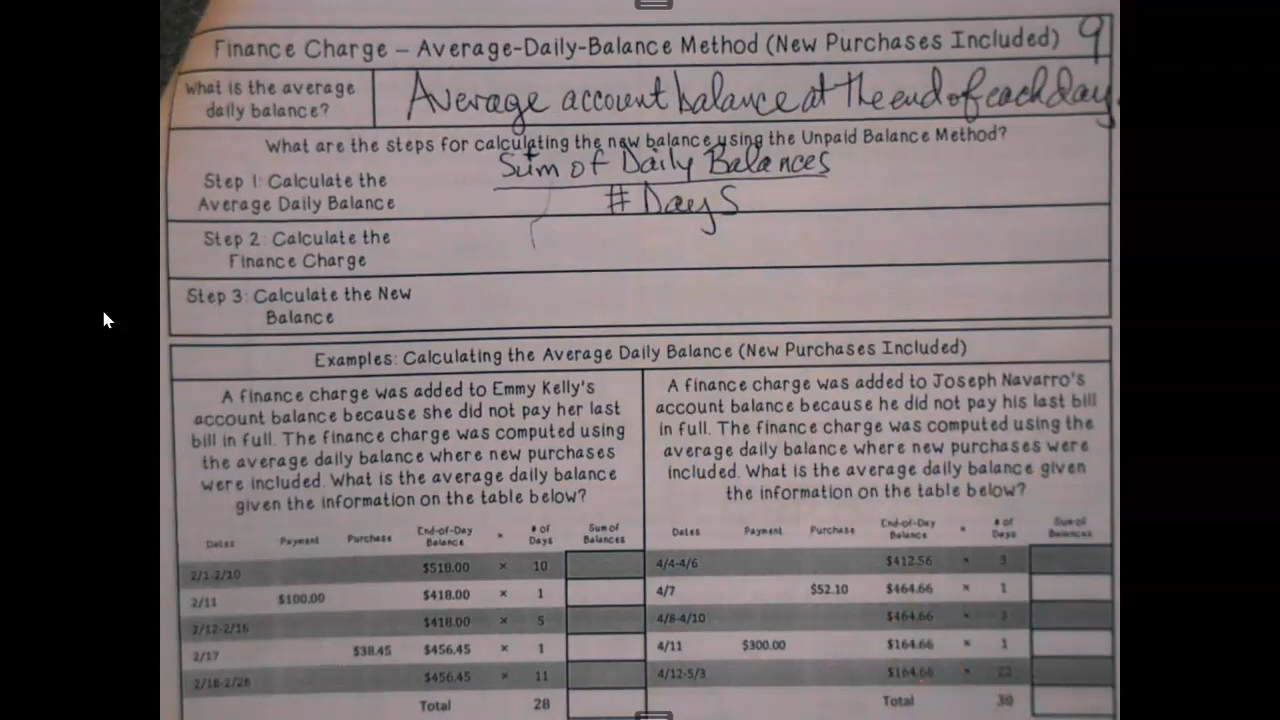 Finance Charge – Average-Daily-Balance Method (New Purchases Included) 9
What is the average
daily balance?
Average account balance at the end of each day.
What are the steps for calculating the new balance using the Unpaid Balance Method?
Step 1: Calculate the
Average Daily Balance
Sum of Daily Balances
# Days
Step 2: Calculate the
Finance Charge
Step 3: Calculate the New
Balance
Examples: Calculating the Average Daily Balance (New Purchases Included)
A finance charge was added to Emmy Kelly's
account balance because she did not pay her last
bill in full. The finance charge was computed using
the average daily balance where new purchases
were included. What is the average daily balance
given the information on the table below?
Dates Payment Purchase End-of-Day Balance × # of Days Sum of Balances
2/1-2/10 $518.00 × 10
2/11 $100.00 $418.00 × 1
2/12-2/16 $418.00 × 5
2/17 $38.45 $456.45 × 1
2/18-2/28 $456.45 × 11
Total 28
A finance charge was added to Joseph Navarro's
account balance because he did not pay his last bill
in full. The finance charge was computed using the
average daily balance where new purchases were
included. What is the average daily balance given
the information on the table below?
Dates Payment Purchase End-of-Day Balance × # of Days Sum of Balances
4/4-4/6 $412.56 × 3
4/7 $52.10 $464.66 × 1
4/8-4/10 $464.66 × 3
4/11 $300.00 $164.66 × 1
4/12-5/3 $164.66 × 22
Total 30